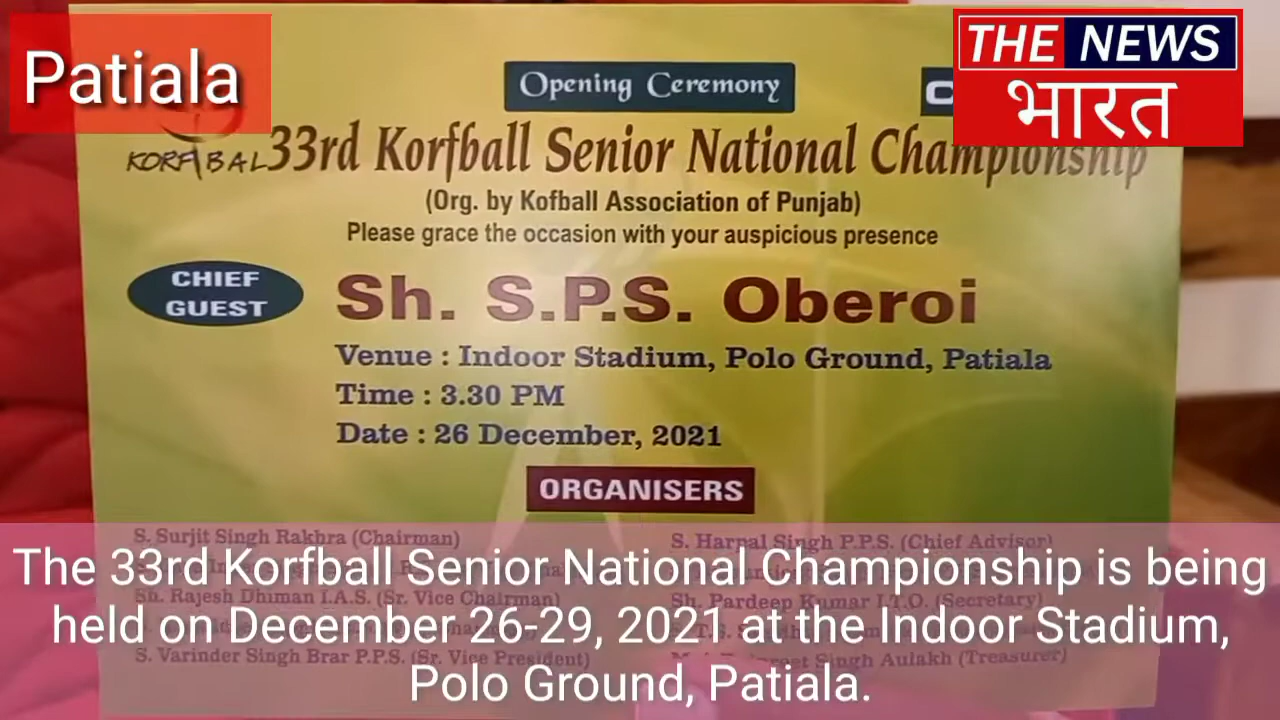 Patiala
THE NEWS
भारत
Opening Ceremony
C
KORFBAL
33rd Korfball Senior National Championship
(Org. by Kofball Association of Punjab)
Please grace the occasion with your auspicious presence
CHIEF
GUEST
Sh. S.P.S. Oberoi
Venue : Indoor Stadium, Polo Ground, Patiala
Time : 3.30 PM
Date : 26 December, 2021
ORGANISERS
S. Surjit Singh Rakhra (Chairman)
S. Harpal Singh P.P.S. (Chief Advisor)
Sh. Rajesh Dhiman I.A.S. (Sr. Vice Chairman)
Sh. Pardeep Kumar I.T.O. (Secretary)
S. Varinder Singh Brar P.P.S. (Sr. Vice President)
Singh Aulakh (Treasurer)
The 33rd Korfball Senior National Championship is being
held on December 26-29, 2021 at the Indoor Stadium,
Polo Ground, Patiala.